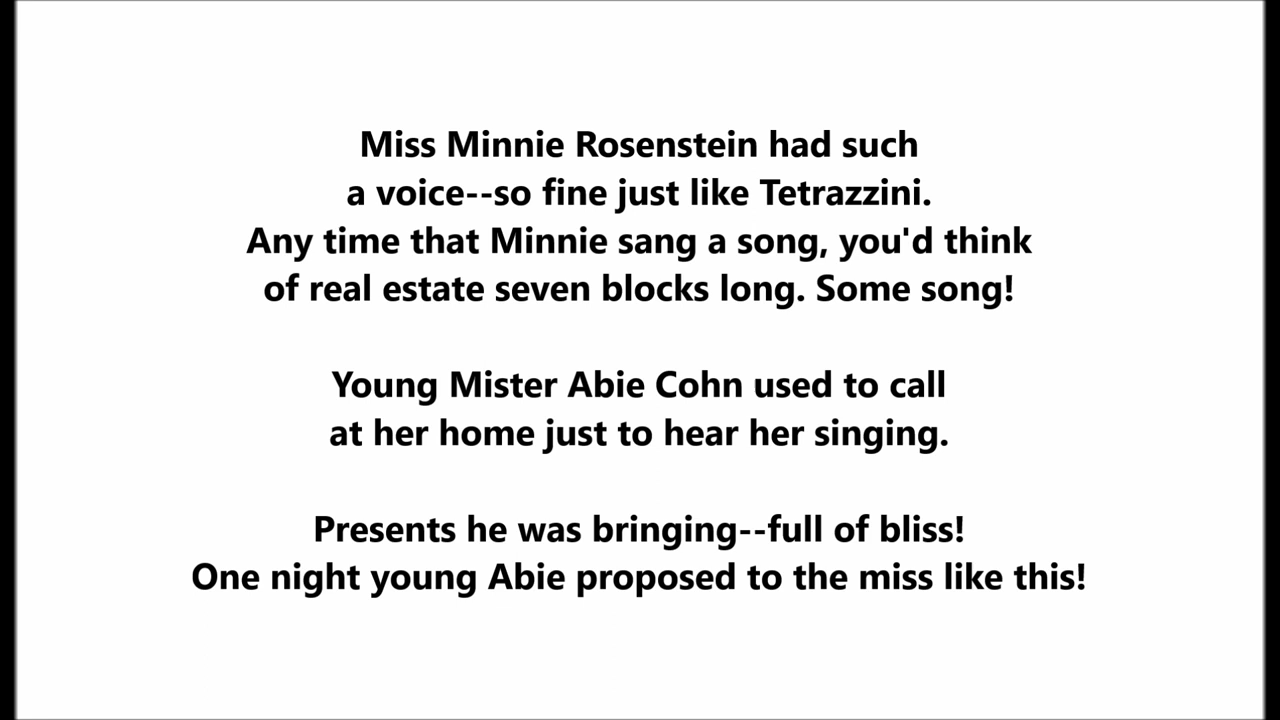 Miss Minnie Rosenstein had such
a voice--so fine just like Tetrazzini.
Any time that Minnie sang a song, you'd think
of real estate seven blocks long. Some song!
Young Mister Abie Cohn used to call
at her home just to hear her singing.
Presents he was bringing--full of bliss!
One night young Abie proposed to the miss like this!